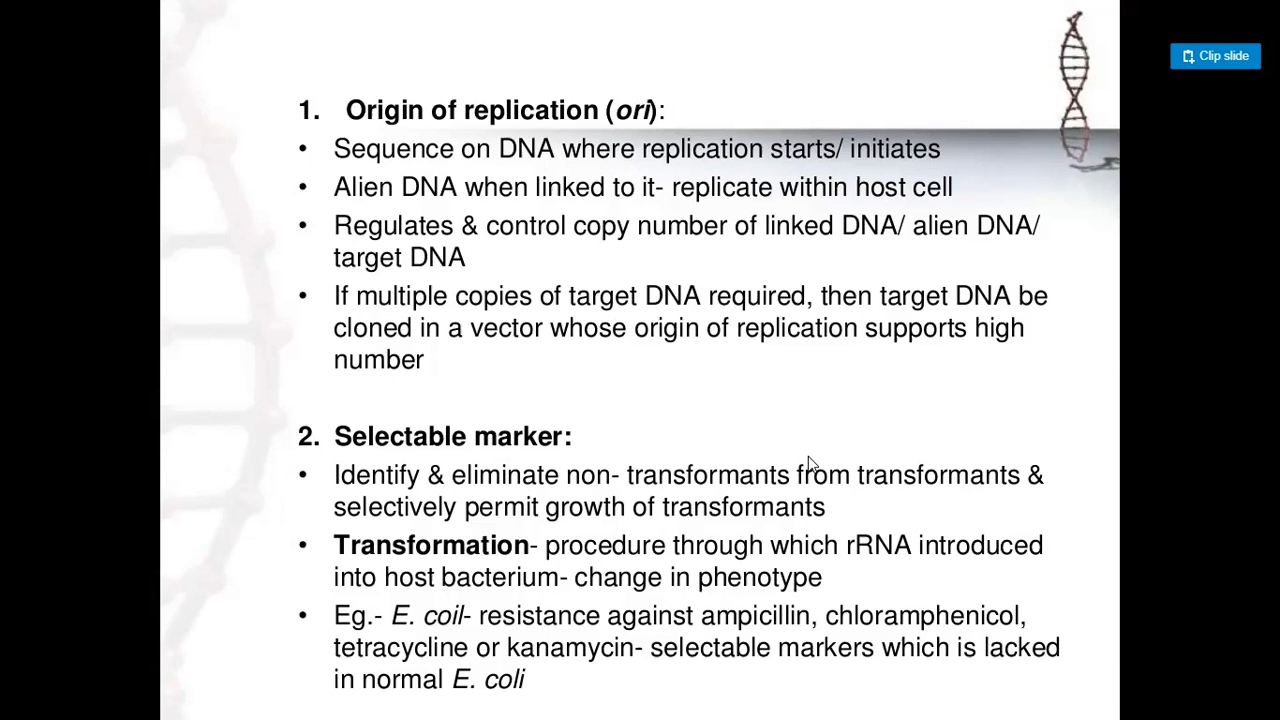 Clip slide
1. Origin of replication (ori):
• Sequence on DNA where replication starts/ initiates
• Alien DNA when linked to it- replicate within host cell
• Regulates & control copy number of linked DNA/ alien DNA/
target DNA
• If multiple copies of target DNA required, then target DNA be
cloned in a vector whose origin of replication supports high
number
2. Selectable marker:
• Identify & eliminate non- transformants from transformants &
selectively permit growth of transformants
• Transformation- procedure through which rRNA introduced
into host bacterium- change in phenotype
• Eg.- E. coil- resistance against ampicillin, chloramphenicol,
tetracycline or kanamycin- selectable markers which is lacked
in normal E. coli